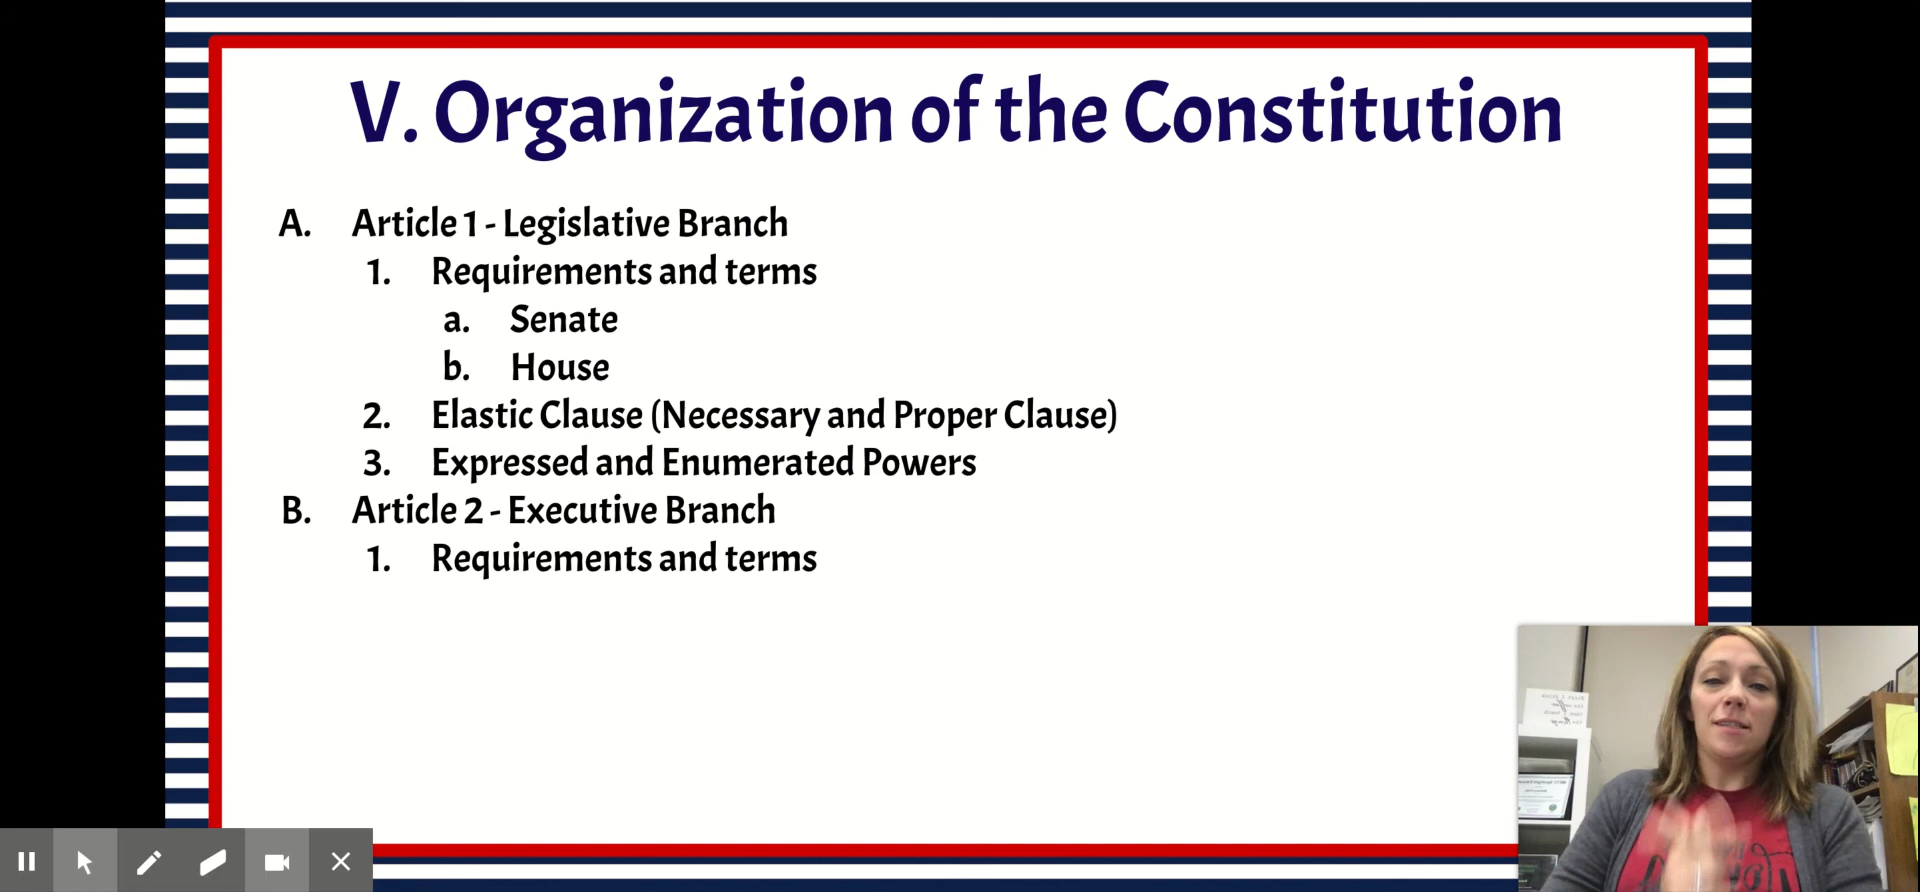 V. Organization of the Constitution
A. Article 1 - Legislative Branch
1. Requirements and terms
a. Senate
b. House
2. Elastic Clause (Necessary and Proper Clause)
3. Expressed and Enumerated Powers
B. Article 2 - Executive Branch
1. Requirements and terms